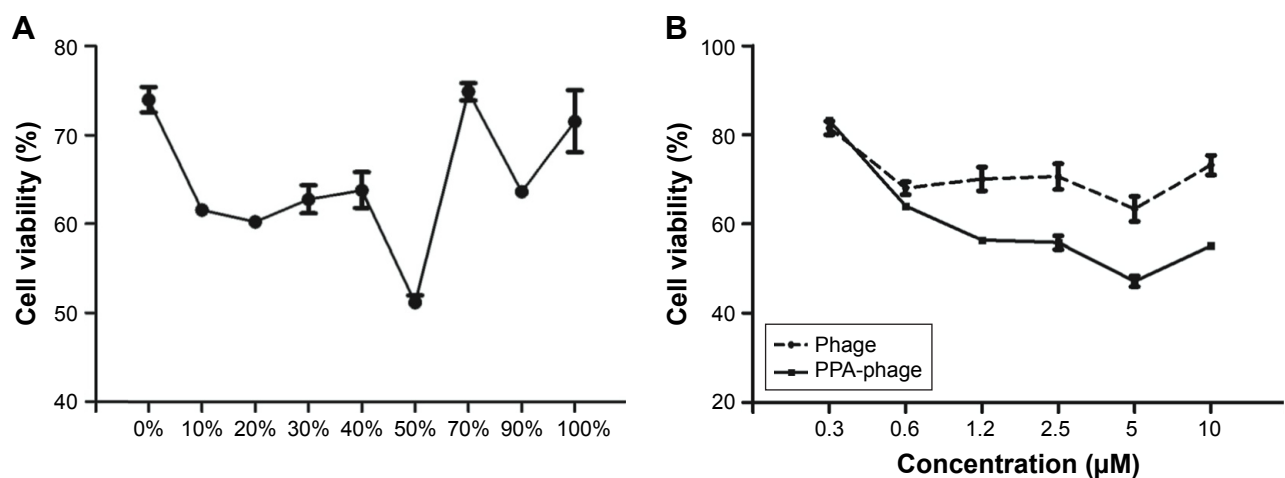 A
Cell viability (%)
80
70
60
50
40
0% 10% 20% 30% 40% 50% 70% 90% 100%
B
Cell viability (%)
100
80
60
40
20
Phage
PPA-phage
0.3 0.6 1.2 2.5 5 10
Concentration (µM)